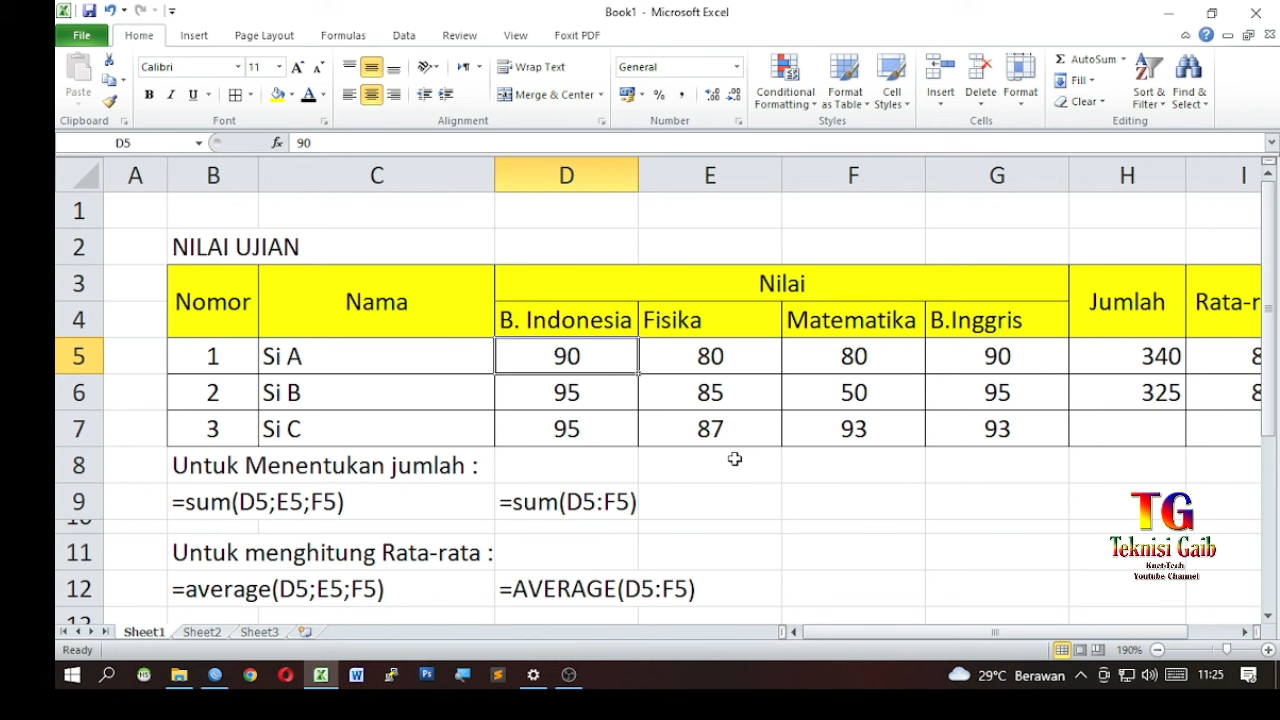 Book1 - Microsoft Excel
File Home Insert Page Layout Formulas Data Review View Foxit PDF
Calibri 11 Wrap Text General AutoSum
Paste Merge & Center Conditional Formatting Format as Table Cell Styles Insert Delete Format Fill Clear Sort & Filter Find & Select
Clipboard Font Alignment Number Styles Cells Editing
D5 fx 90
A B C D E F G H I
1
2 NILAI UJIAN
3 Nomor Nama Nilai Jumlah Rata-r
4 B. Indonesia Fisika Matematika B.Inggris
5 1 Si A 90 80 80 90 340 8
6 2 Si B 95 85 50 95 325 8
7 3 Si C 95 87 93 93
8 Untuk Menentukan jumlah :
9 =sum(D5;E5;F5) =sum(D5:F5)
10
11 Untuk menghitung Rata-rata :
12 =average(D5;E5;F5) =AVERAGE(D5:F5)
TG
Teknisi Gaib
Knet-Tech
Youtube Channel
Sheet1 Sheet2 Sheet3
Ready 190%
29°C Berawan 11:25